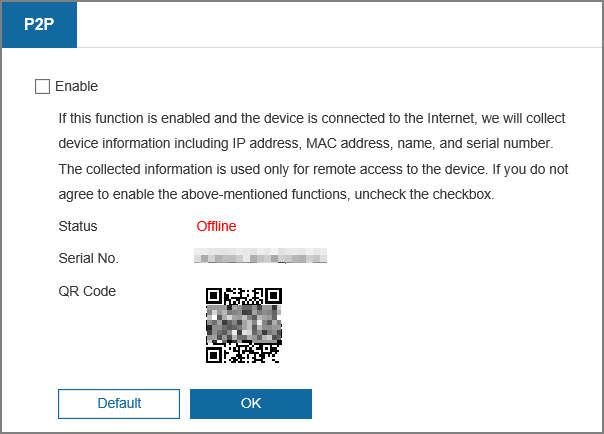 P2P
Enable
If this function is enabled and the device is connected to the Internet, we will collect
device information including IP address, MAC address, name, and serial number.
The collected information is used only for remote access to the device. If you do not
agree to enable the above-mentioned functions, uncheck the checkbox.
Status Offline
Serial No.
QR Code
Default OK